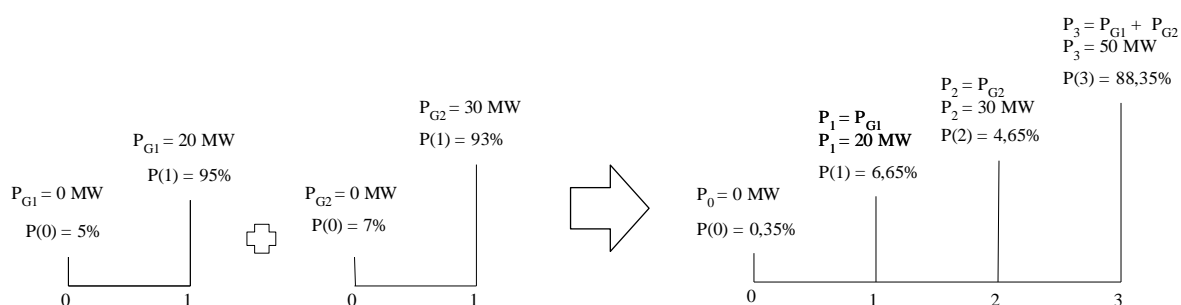 P_G1 = 0 MW
P(0) = 5%
P_G1 = 20 MW
P(1) = 95%
0
1
P_G2 = 0 MW
P(0) = 7%
P_G2 = 30 MW
P(1) = 93%
0
1
P_0 = 0 MW
P(0) = 0,35%
P_1 = P_G1
P_1 = 20 MW
P(1) = 6,65%
P_2 = P_G2
P_2 = 30 MW
P(2) = 4,65%
P_3 = P_G1 + P_G2
P_3 = 50 MW
P(3) = 88,35%
0
1
2
3